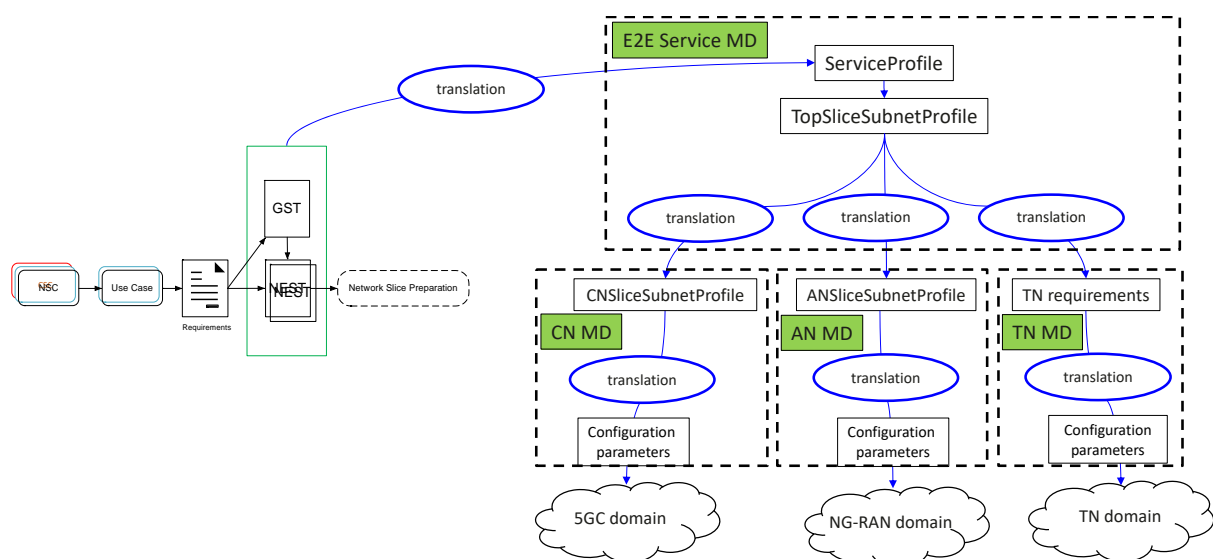 E2E Service MD
ServiceProfile
translation
TopSliceSubnetProfile
GST
translation
translation
translation
NSC
Use Case
NEST
NEST
Network Slice Preparation
Requirements
CNSliceSubnetProfile
ANSliceSubnetProfile
TN requirements
CN MD
AN MD
TN MD
translation
translation
translation
Configuration
parameters
Configuration
parameters
Configuration
parameters
5GC domain
NG-RAN domain
TN domain